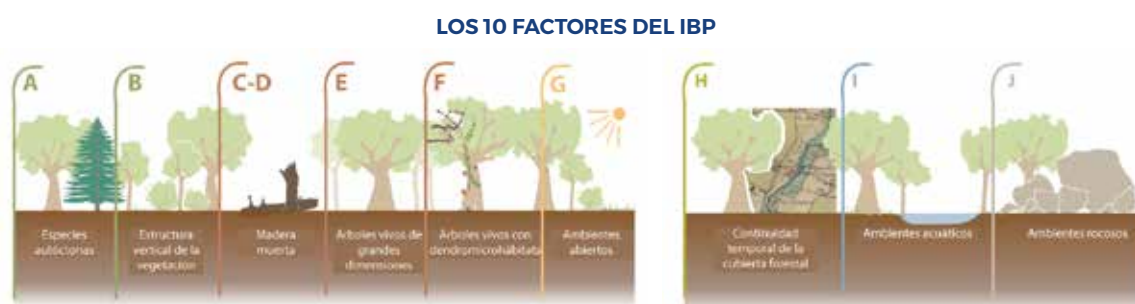 LOS 10 FACTORES DEL IBP
A
B
C-D
E
F
G
H
I
J
Especies
autóctonas
Estructura
vertical de la
vegetación
Madera
muerta
Árboles vivos de
grandes
dimensiones
Árboles vivos con
dendromicrohábitats
Ambientes
abiertos
Continuidad
temporal de la
cubierta forestal
Ambientes acuáticos
Ambientes rocosos